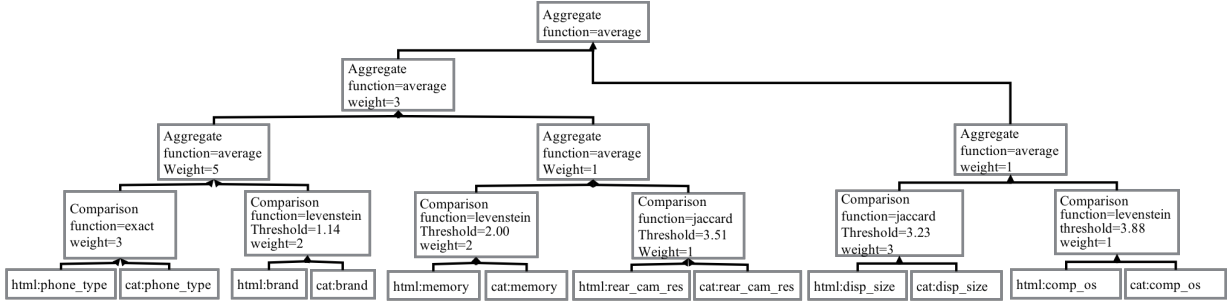 Aggregate
function=average
Aggregate
function=average
weight=3
Aggregate
function=average
Weight=5
Aggregate
function=average
Weight=1
Aggregate
function=average
weight=1
Comparison
function=exact
weight=3
Comparison
function=levenstein
Threshold=1.14
weight=2
Comparison
function=levenstein
Threshold=2.00
weight=2
Comparison
function=jaccard
Threshold=3.51
Weight=1
Comparison
function=jaccard
Threshold=3.23
weight=3
Comparison
function=levenstein
threshold=3.88
weight=1
html:phone_type
cat:phone_type
html:brand
cat:brand
html:memory
cat:memory
html:rear_cam_res
cat:rear_cam_res
html:disp_size
cat:disp_size
html:comp_os
cat:comp_os